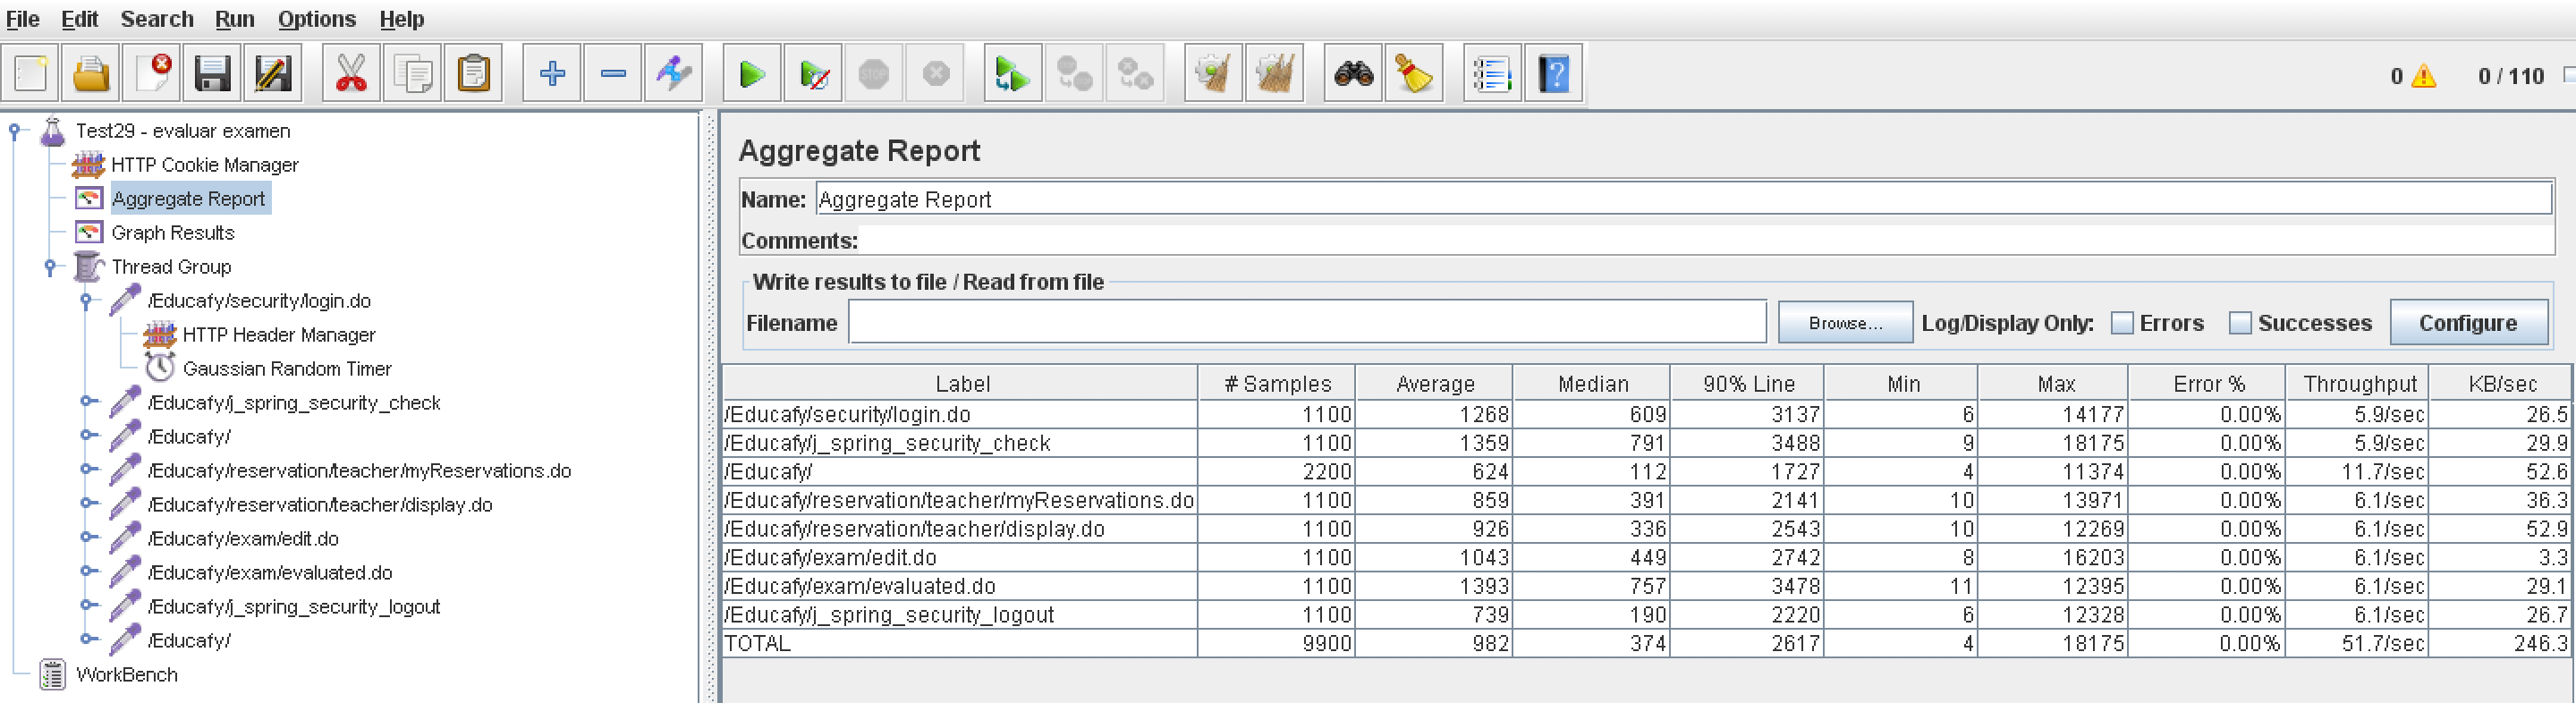 File Edit Search Run Options Help
STOP
0 0 / 110
Test29 - evaluar examen
HTTP Cookie Manager
Aggregate Report
Graph Results
Thread Group
/Educafy/security/login.do
HTTP Header Manager
Gaussian Random Timer
/Educafy/j_spring_security_check
/Educafy/
/Educafy/reservation/teacher/myReservations.do
/Educafy/reservation/teacher/display.do
/Educafy/exam/edit.do
/Educafy/exam/evaluated.do
/Educafy/j_spring_security_logout
/Educafy/
WorkBench
Aggregate Report
Name: Aggregate Report
Comments:
Write results to file / Read from file
Filename Browse... Log/Display Only: Errors Successes Configure
Label # Samples Average Median 90% Line Min Max Error % Throughput KB/sec
/Educafy/security/login.do 1100 1268 609 3137 6 14177 0.00% 5.9/sec 26.5
/Educafy/j_spring_security_check 1100 1359 791 3488 9 18175 0.00% 5.9/sec 29.9
/Educafy/ 2200 624 112 1727 4 11374 0.00% 11.7/sec 52.6
/Educafy/reservation/teacher/myReservations.do 1100 859 391 2141 10 13971 0.00% 6.1/sec 36.3
/Educafy/reservation/teacher/display.do 1100 926 336 2543 10 12269 0.00% 6.1/sec 52.9
/Educafy/exam/edit.do 1100 1043 449 2742 8 16203 0.00% 6.1/sec 3.3
/Educafy/exam/evaluated.do 1100 1393 757 3478 11 12395 0.00% 6.1/sec 29.1
/Educafy/j_spring_security_logout 1100 739 190 2220 6 12328 0.00% 6.1/sec 26.7
TOTAL 9900 982 374 2617 4 18175 0.00% 51.7/sec 246.3